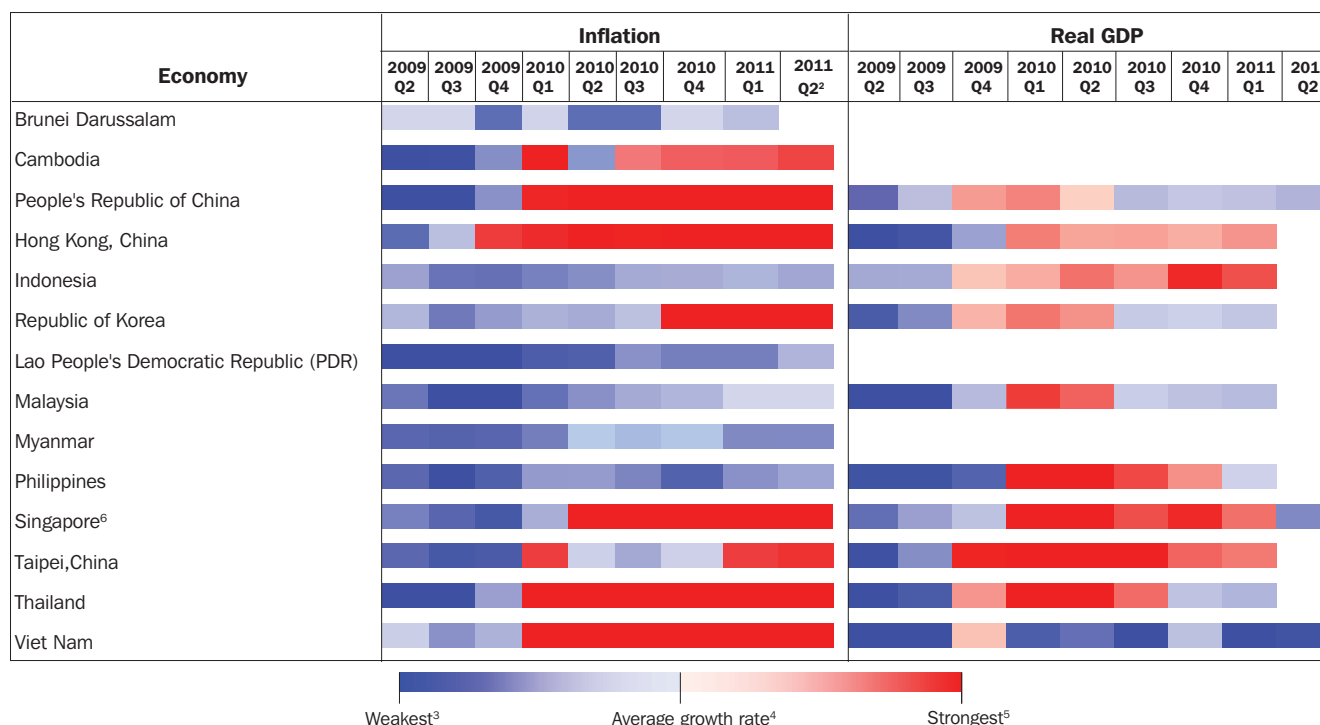 Inflation Real GDP
Economy
2009 2009 2009 2010 2010 2010 2010 2011 2011 2009 2009 2009 2010 2010 2010 2010 2011
Q2 Q3 Q4 Q1 Q2 Q3 Q4 Q1 Q2² Q2 Q3 Q4 Q1 Q2 Q3 Q4 Q1 Q2
Brunei Darussalam
Cambodia
People's Republic of China
Hong Kong, China
Indonesia
Republic of Korea
Lao People's Democratic Republic (PDR)
Malaysia
Myanmar
Philippines
Singapore⁶
Taipei,China
Thailand
Viet Nam
Weakest³ Average growth rate⁴ Strongest⁵